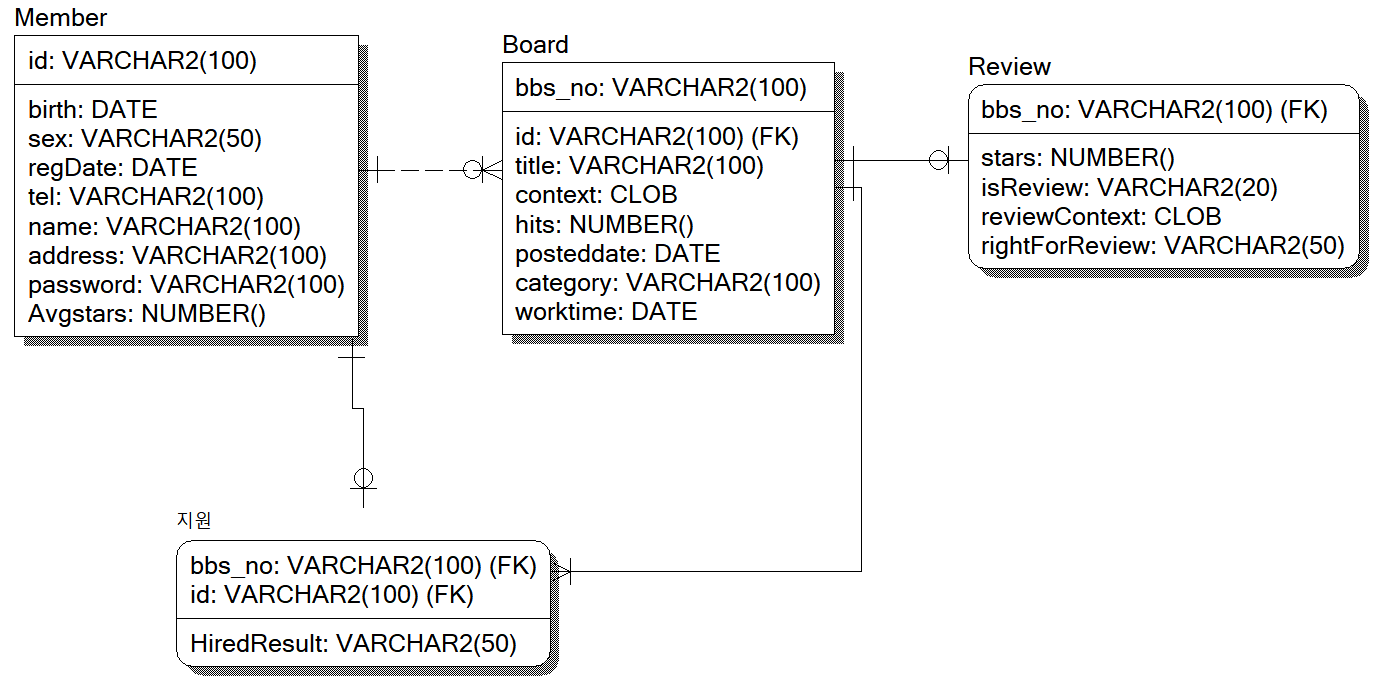 Member
id: VARCHAR2(100)
birth: DATE
sex: VARCHAR2(50)
regDate: DATE
tel: VARCHAR2(100)
name: VARCHAR2(100)
address: VARCHAR2(100)
password: VARCHAR2(100)
Avgstars: NUMBER()
Board
bbs_no: VARCHAR2(100)
id: VARCHAR2(100) (FK)
title: VARCHAR2(100)
context: CLOB
hits: NUMBER()
posteddate: DATE
category: VARCHAR2(100)
worktime: DATE
Review
bbs_no: VARCHAR2(100) (FK)
stars: NUMBER()
isReview: VARCHAR2(20)
reviewContext: CLOB
rightForReview: VARCHAR2(50)
지원
bbs_no: VARCHAR2(100) (FK)
id: VARCHAR2(100) (FK)
HiredResult: VARCHAR2(50)